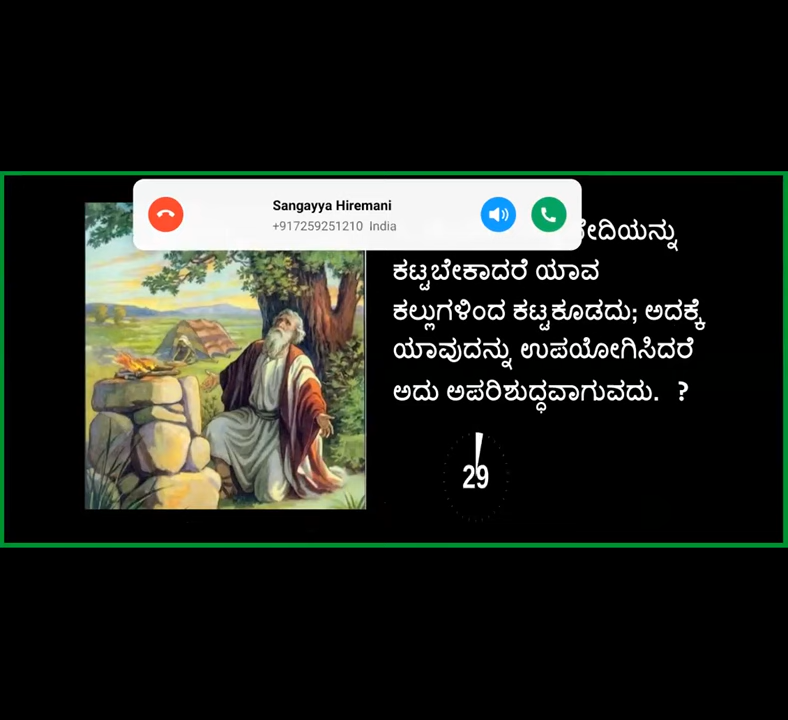 Sangayya Hiremani
+917259251210 India
ಕಟ್ಟಬೇಕಾದರೆ ಯಾವ
ಕಲ್ಲುಗಳಿಂದ ಕಟ್ಟಕೂಡದು; ಅದಕ್ಕೆ
ಯಾವುದನ್ನು ಉಪಯೋಗಿಸಿದರೆ
ಅದು ಅಪರಿಶುದ್ಧವಾಗುವದು. ?
29